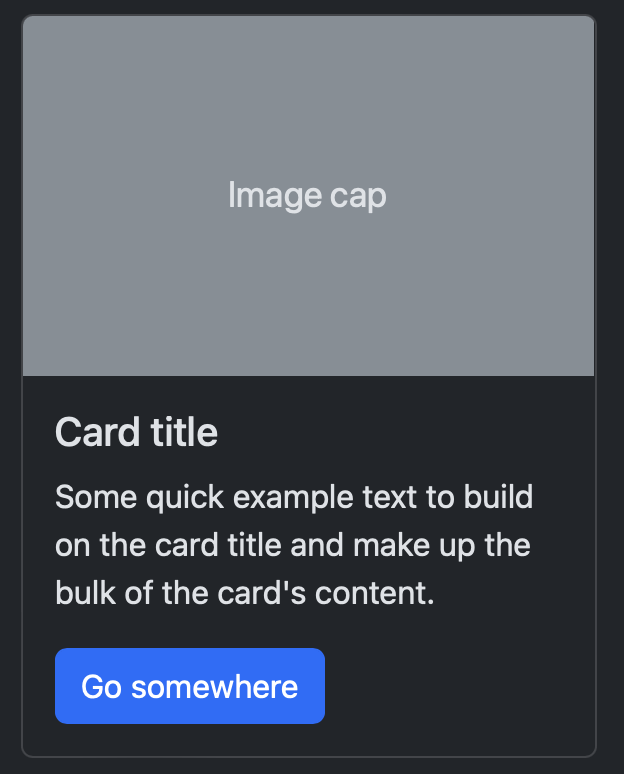 Image cap
Card title
Some quick example text to build
on the card title and make up the
bulk of the card's content.
Go somewhere